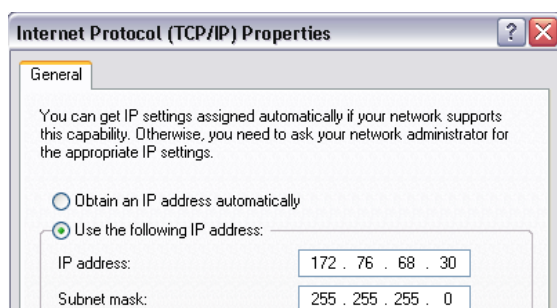 Internet Protocol (TCP/IP) Properties
General
You can get IP settings assigned automatically if your network supports
this capability. Otherwise, you need to ask your network administrator for
the appropriate IP settings.
Obtain an IP address automatically
Use the following IP address:
IP address: 172 . 76 . 68 . 30
Subnet mask: 255 . 255 . 255 . 0